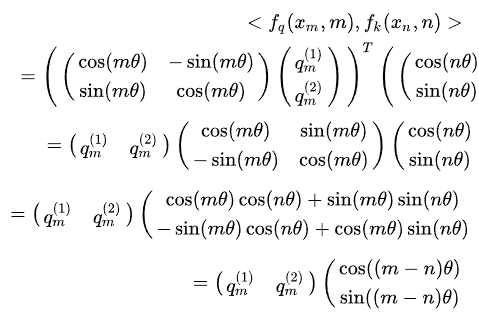 < f_q(x_m, m), f_k(x_n, n) >
= ( ( cos(mθ) − sin(mθ) ) ( q_m^(1) ) )^T ( ( cos(nθ)
sin(mθ) cos(mθ) q_m^(2) sin(nθ)
= ( q_m^(1) q_m^(2) ) ( cos(mθ) sin(mθ) ) ( cos(nθ)
− sin(mθ) cos(mθ) sin(nθ)
= ( q_m^(1) q_m^(2) ) ( cos(mθ) cos(nθ) + sin(mθ) sin(nθ)
− sin(mθ) cos(nθ) + cos(mθ) sin(nθ)
= ( q_m^(1) q_m^(2) ) ( cos((m − n)θ)
sin((m − n)θ)